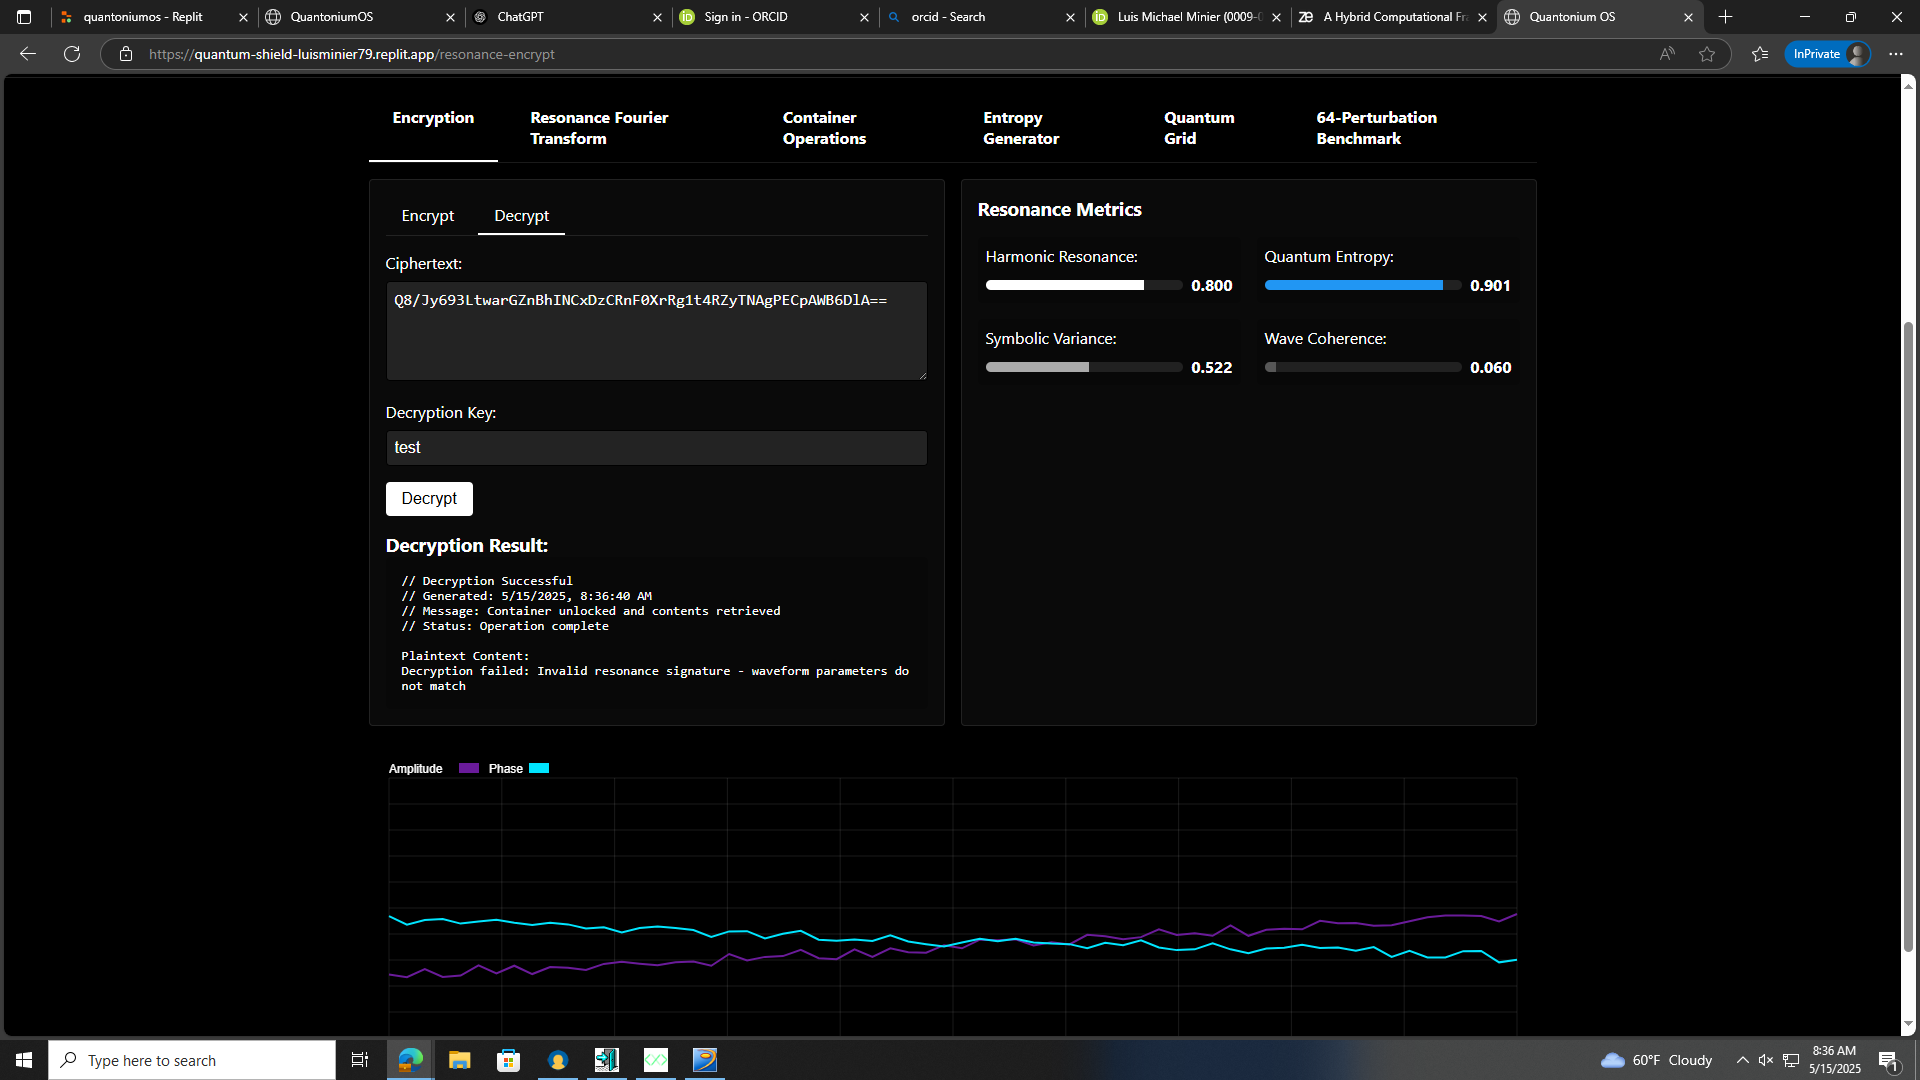 quantoniumos - Replit
QuantoniumOS
ChatGPT
Sign in - ORCID
orcid - Search
Luis Michael Minier (0009-0
A Hybrid Computational Fr
Quantonium OS
https://quantum-shield-luisminier79.replit.app/resonance-encrypt
InPrivate
Encryption
Resonance Fourier
Transform
Container
Operations
Entropy
Generator
Quantum
Grid
64-Perturbation
Benchmark
Encrypt
Decrypt
Ciphertext:
Q8/Jy693LtwarGZnBhINCxDzCRnF0XrRg1t4RZyTNAgPECpAWB6DlA==
Decryption Key:
test
Decrypt
Decryption Result:
// Decryption Successful
// Generated: 5/15/2025, 8:36:40 AM
// Message: Container unlocked and contents retrieved
// Status: Operation complete
Plaintext Content:
Decryption failed: Invalid resonance signature - waveform parameters do
not match
Resonance Metrics
Harmonic Resonance:
0.800
Quantum Entropy:
0.901
Symbolic Variance:
0.522
Wave Coherence:
0.060
Amplitude
Phase
Type here to search
60°F Cloudy
8:36 AM
5/15/2025
1